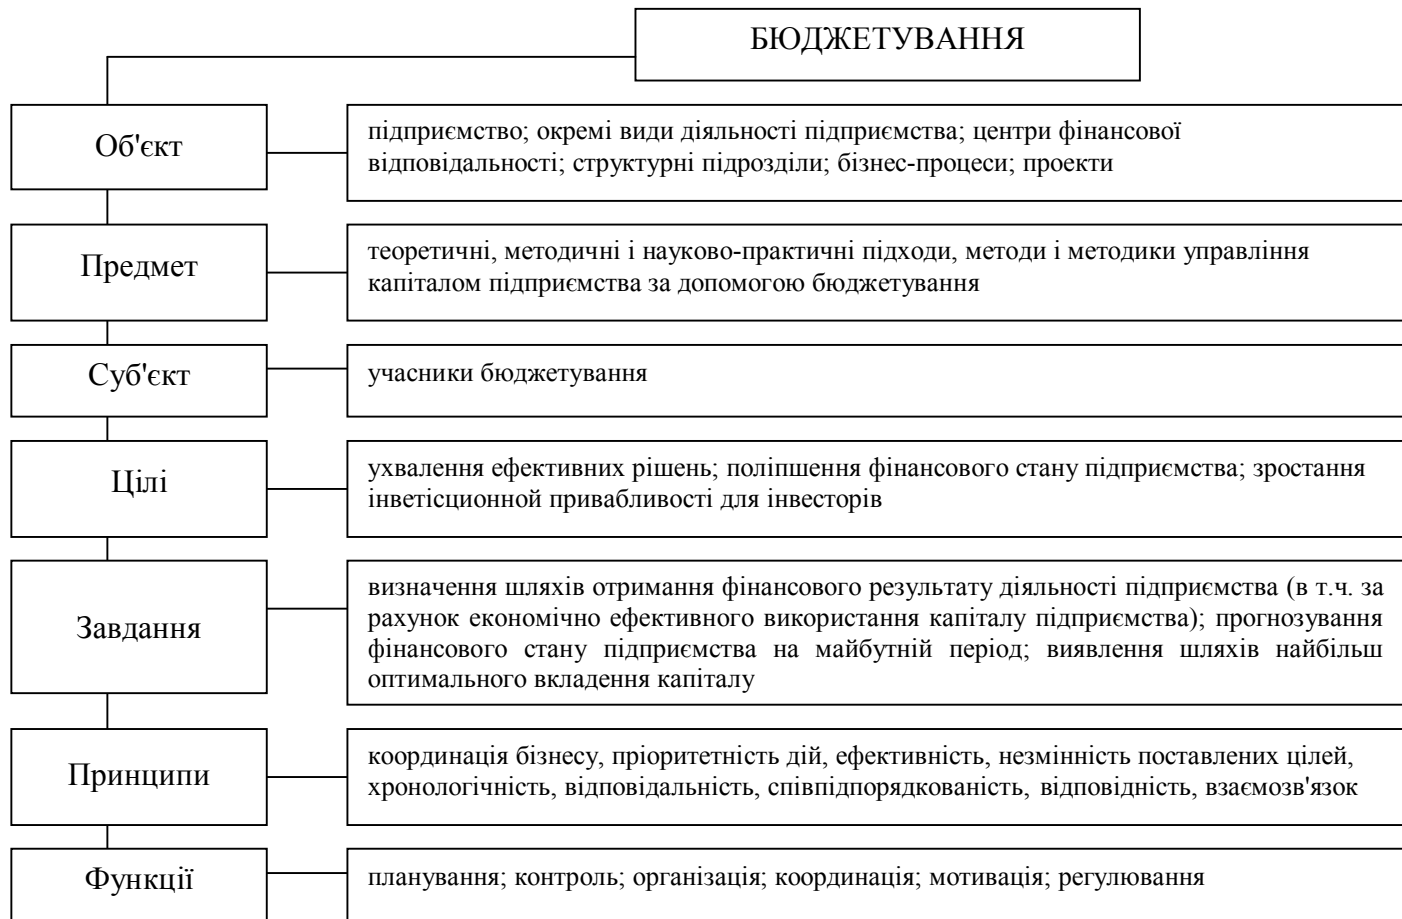 БЮДЖЕТУВАННЯ
Об'єкт
підприємство; окремі види діяльності підприємства; центри фінансової
відповідальності; структурні підрозділи; бізнес-процеси; проекти
Предмет
теоретичні, методичні і науково-практичні підходи, методи і методики управління
капіталом підприємства за допомогою бюджетування
Суб'єкт
учасники бюджетування
Цілі
ухвалення ефективних рішень; поліпшення фінансового стану підприємства; зростання
інветісционной привабливості для інвесторів
Завдання
визначення шляхів отримання фінансового результату діяльності підприємства (в т.ч. за
рахунок економічно ефективного використання капіталу підприємства); прогнозування
фінансового стану підприємства на майбутній період; виявлення шляхів найбільш
оптимального вкладення капіталу
Принципи
координація бізнесу, пріоритетність дій, ефективність, незмінність поставлених цілей,
хронологічність, відповідальність, співпідпорядкованість, відповідність, взаємозв'язок
Функції
планування; контроль; організація; координація; мотивація; регулювання